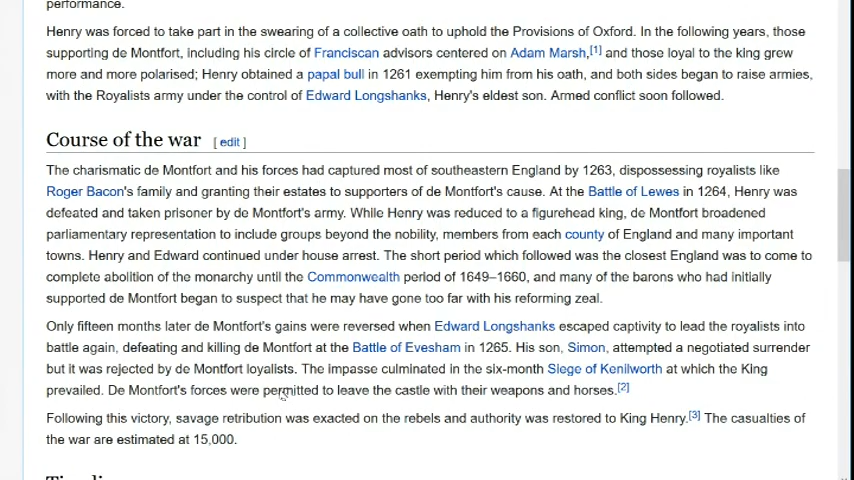 performance.
Henry was forced to take part in the swearing of a collective oath to uphold the Provisions of Oxford. In the following years, those
supporting de Montfort, including his circle of Franciscan advisors centered on Adam Marsh,[1] and those loyal to the king grew
more and more polarised; Henry obtained a papal bull in 1261 exempting him from his oath, and both sides began to raise armies,
with the Royalists army under the control of Edward Longshanks, Henry's eldest son. Armed conflict soon followed.
Course of the war [ edit ]
The charismatic de Montfort and his forces had captured most of southeastern England by 1263, dispossessing royalists like
Roger Bacon's family and granting their estates to supporters of de Montfort's cause. At the Battle of Lewes in 1264, Henry was
defeated and taken prisoner by de Montfort's army. While Henry was reduced to a figurehead king, de Montfort broadened
parliamentary representation to include groups beyond the nobility, members from each county of England and many important
towns. Henry and Edward continued under house arrest. The short period which followed was the closest England was to come to
complete abolition of the monarchy until the Commonwealth period of 1649–1660, and many of the barons who had initially
supported de Montfort began to suspect that he may have gone too far with his reforming zeal.
Only fifteen months later de Montfort's gains were reversed when Edward Longshanks escaped captivity to lead the royalists into
battle again, defeating and killing de Montfort at the Battle of Evesham in 1265. His son, Simon, attempted a negotiated surrender
but it was rejected by de Montfort loyalists. The impasse culminated in the six-month Siege of Kenilworth at which the King
prevailed. De Montfort's forces were permitted to leave the castle with their weapons and horses.[2]
Following this victory, savage retribution was exacted on the rebels and authority was restored to King Henry.[3] The casualties of
the war are estimated at 15,000.